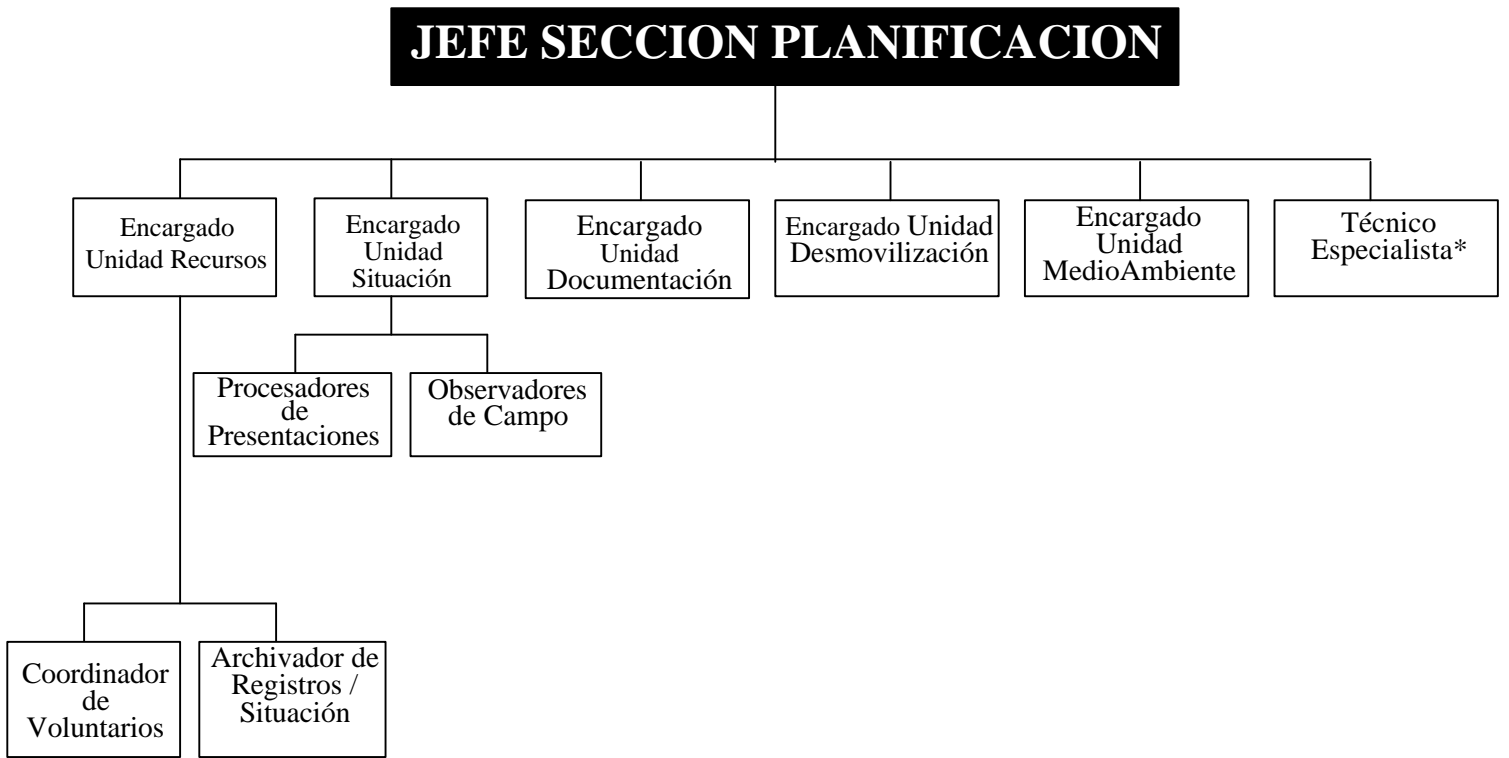 JEFE SECCION PLANIFICACION
Encargado
Unidad Recursos
Encargado
Unidad
Situación
Encargado
Unidad
Documentación
Encargado Unidad
Desmovilización
Encargado
Unidad
MedioAmbiente
Técnico
Especialista*
Procesadores
de
Presentaciones
Observadores
de Campo
Coordinador
de
Voluntarios
Archivador de
Registros /
Situación